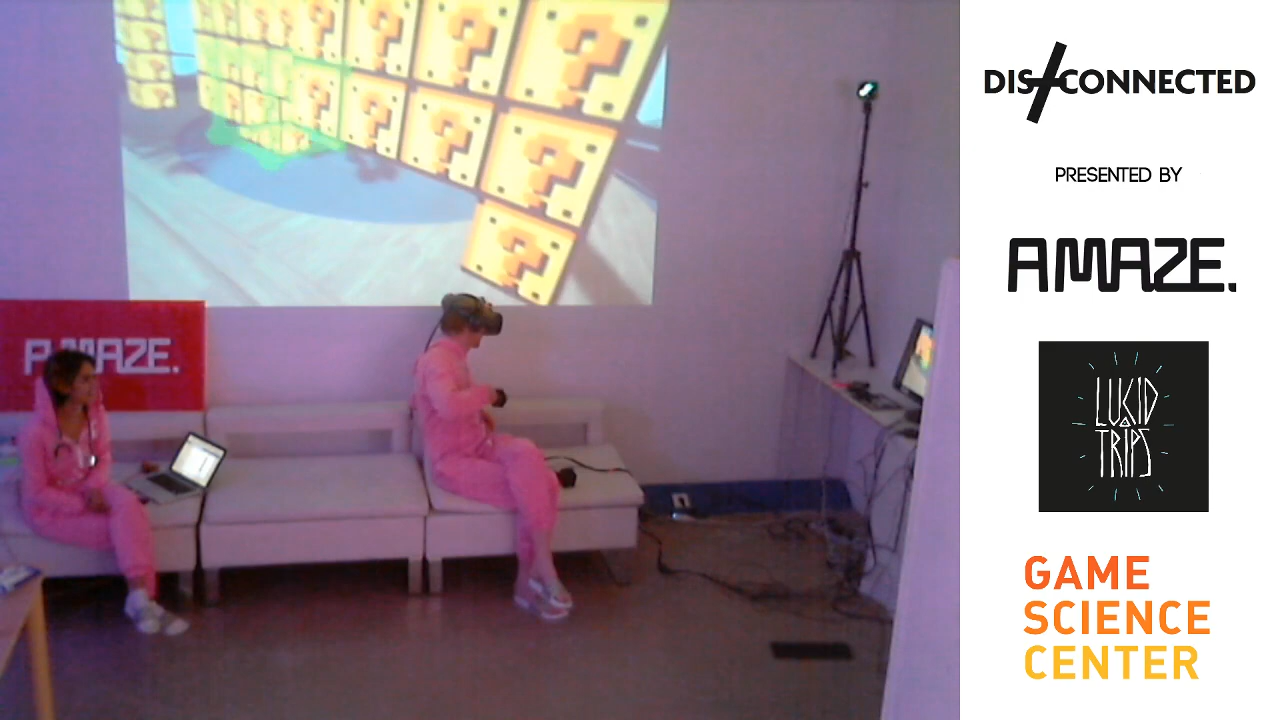 ? ? ? ? ?
? ? ? ?
?
?
A MAZE.
DIS CONNECTED
PRESENTED BY
A MAZE.
LUCID
TRIPS
GAME
SCIENCE
CENTER